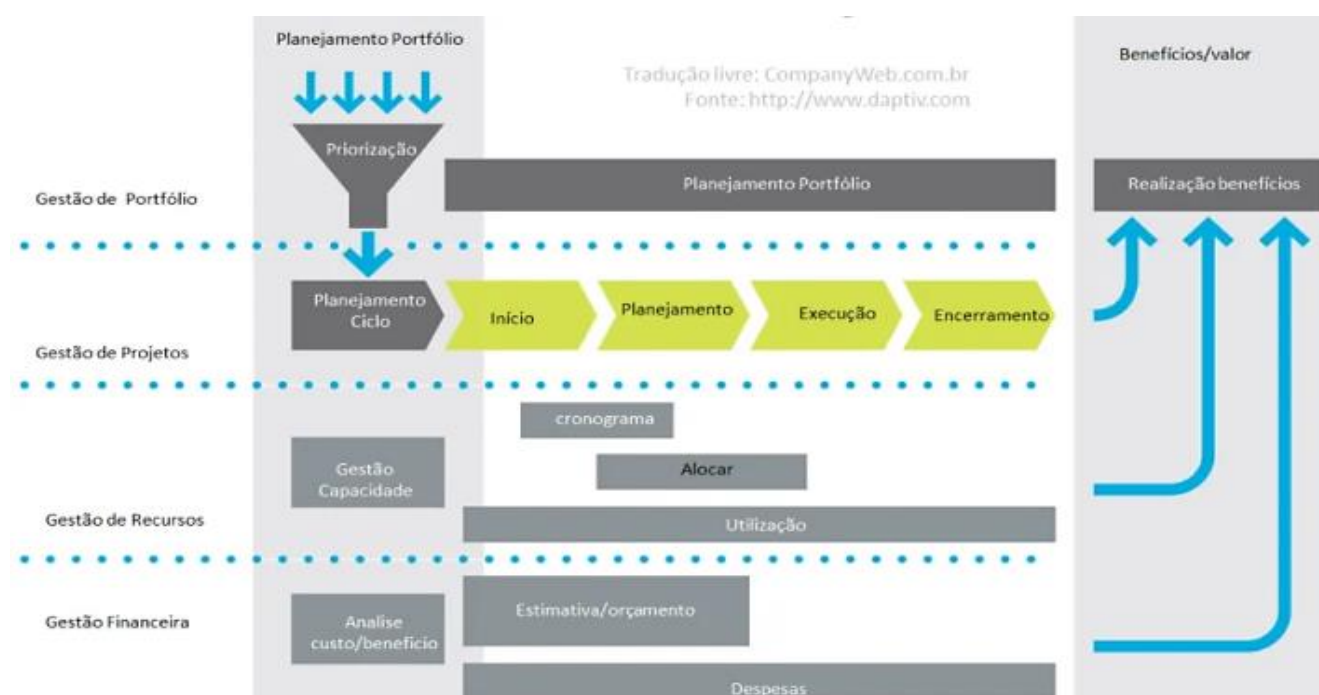 Planejamento Portfólio
Benefícios/valor
Tradução livre: CompanyWeb.com.br
Fonte: http://www.daptiv.com
Priorização
Planejamento Portfólio
Realização benefícios
Gestão de Portfólio
Planejamento
Ciclo
Início
Planejamento
Execução
Encerramento
Gestão de Projetos
cronograma
Gestão
Capacidade
Alocar
Gestão de Recursos
Utilização
Gestão Financeira
Analise
custo/beneficio
Estimativa/orçamento
Despesas